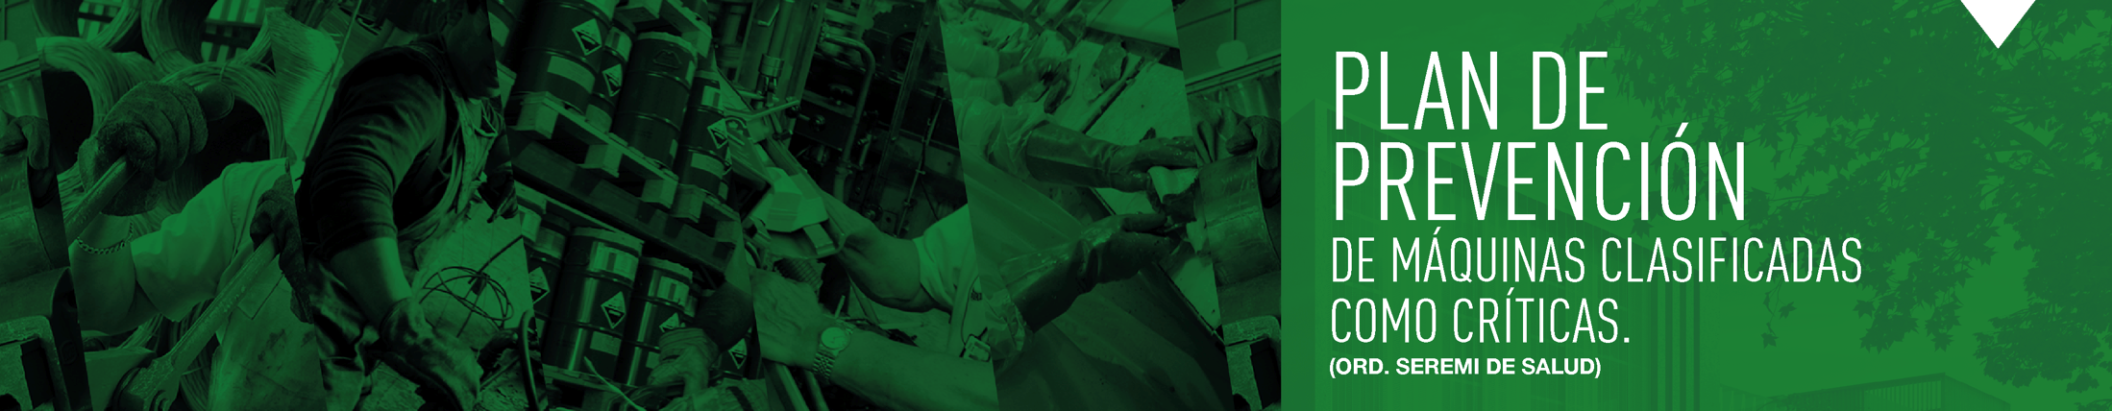 PLAN DE
PREVENCIÓN
DE MÁQUINAS CLASIFICADAS
COMO CRÍTICAS.
(ORD. SEREMI DE SALUD)